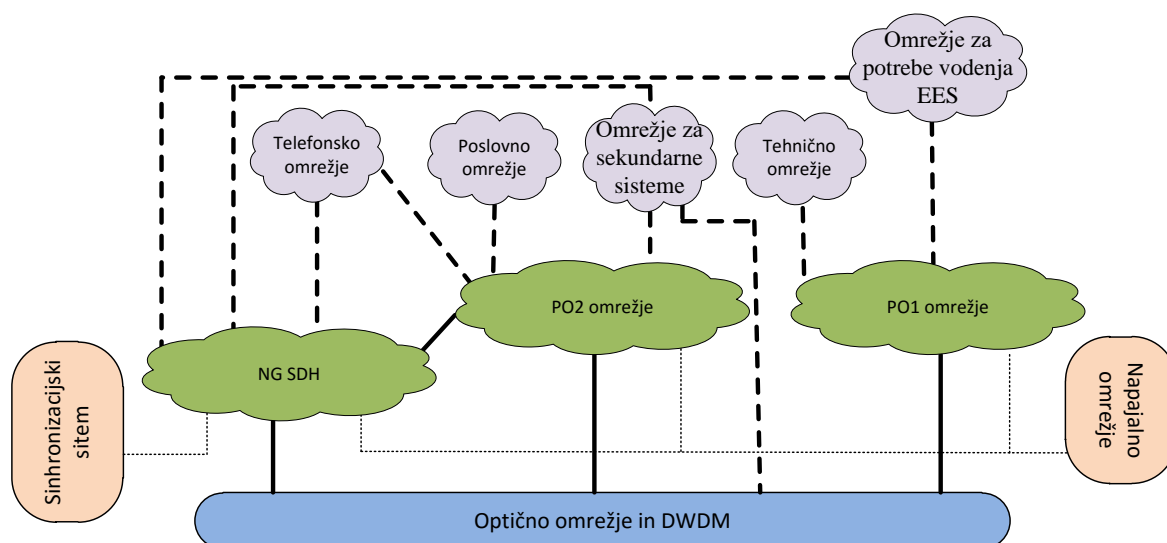 Omrežje za
potrebe vodenja
EES
Telefonsko
omrežje
Poslovno
omrežje
Omrežje za
sekundarne
sisteme
Tehnično
omrežje
PO2 omrežje
PO1 omrežje
NG SDH
Sinhronizacijski
sitem
Napajalno
omrežje
Optično omrežje in DWDM